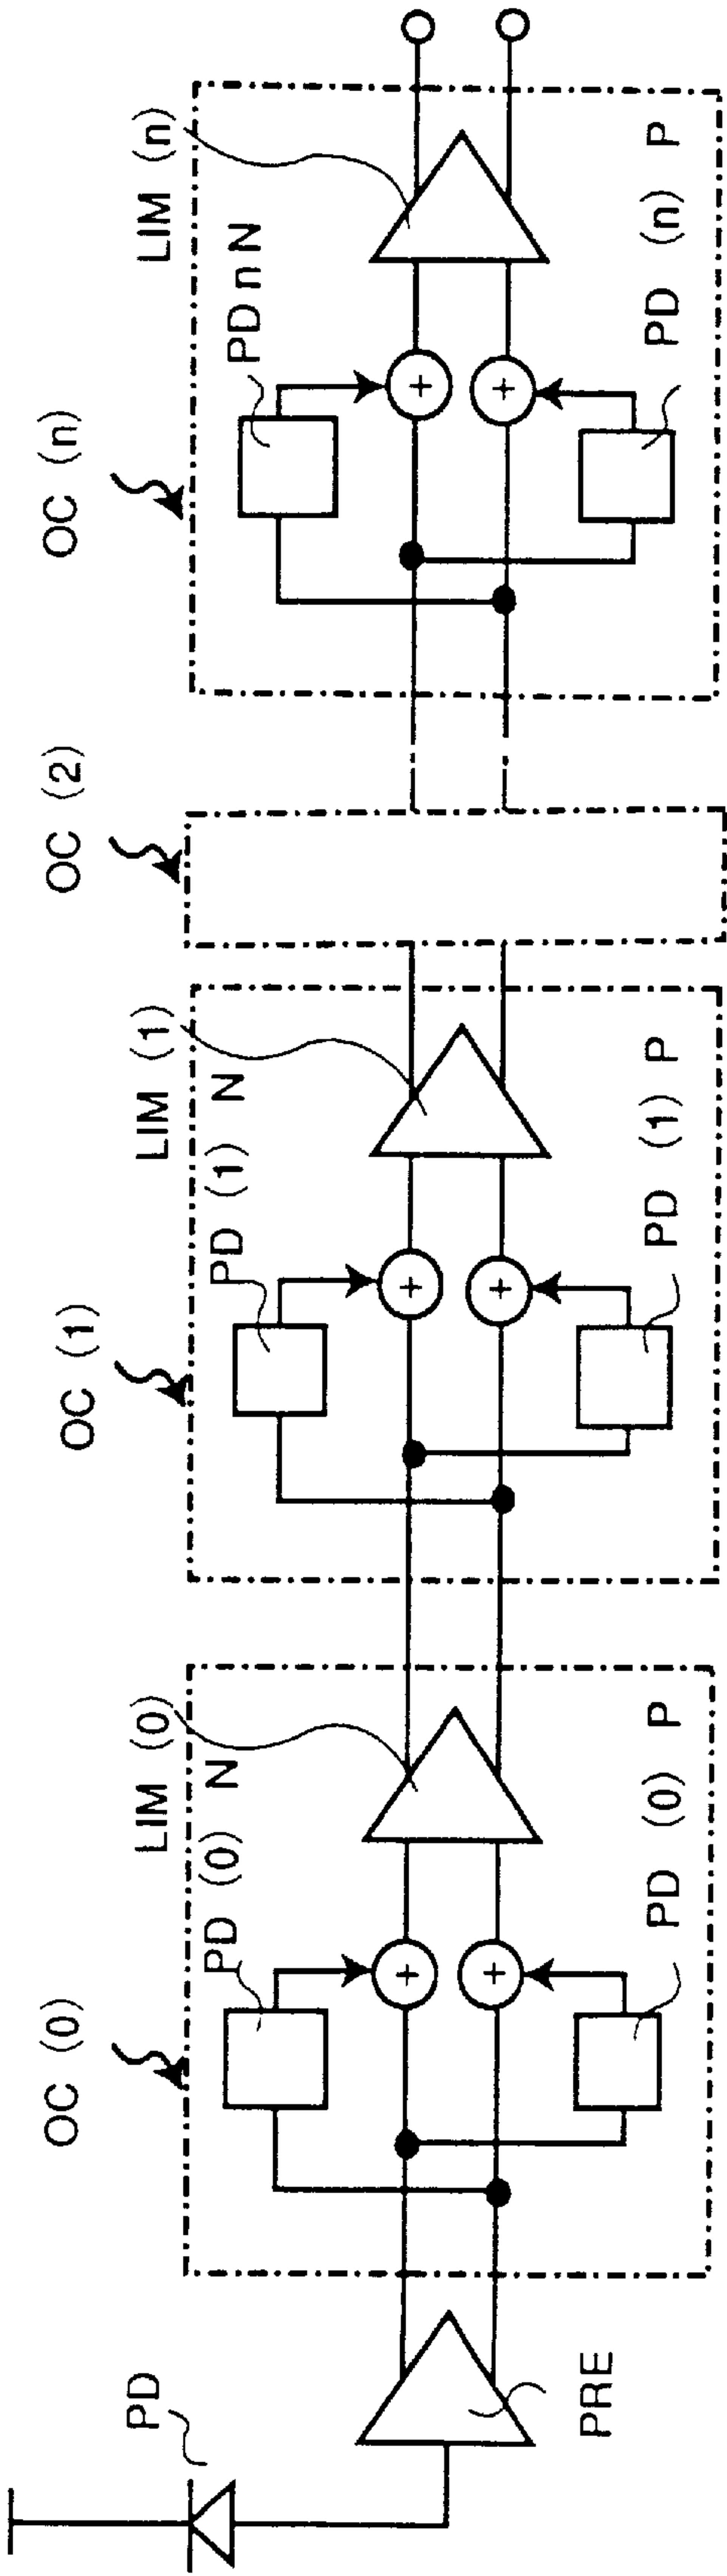 PD
PRE
OC (0)
LIM (0)
PD (0) N
PD (0) P
OC (1)
LIM (1)
PD (1) N
PD (1) P
OC (2)
OC (n)
LIM (n)
PDnN
PD (n) P
+
+
+
+
+
+